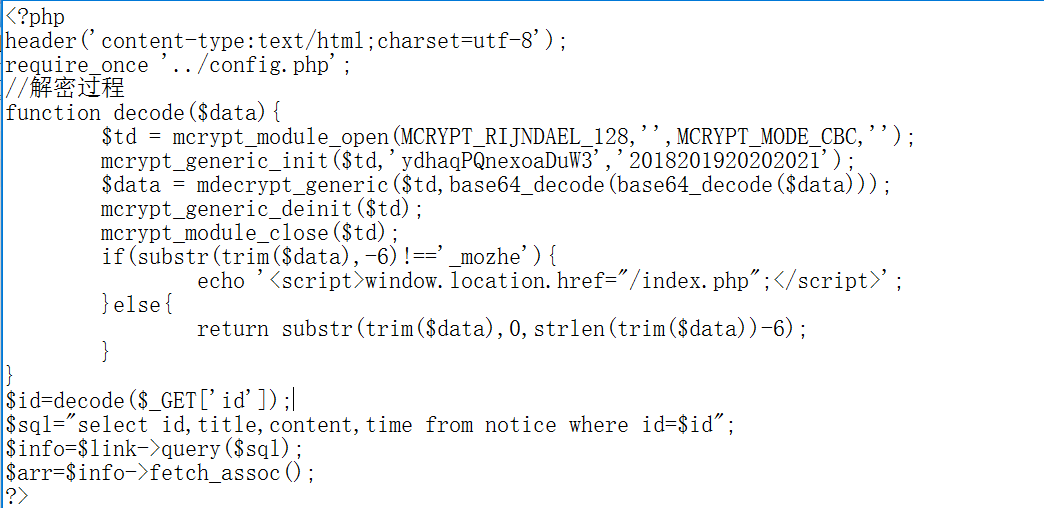 <?php
header('content-type:text/html;charset=utf-8');
require_once '../config.php';
//解密过程
function decode($data){
        $td = mcrypt_module_open(MCRYPT_RIJNDAEL_128,'',MCRYPT_MODE_CBC,'');
        mcrypt_generic_init($td,'ydhaqPQnexoaDuW3','2018201920202021');
        $data = mdecrypt_generic($td,base64_decode(base64_decode($data)));
        mcrypt_generic_deinit($td);
        mcrypt_module_close($td);
        if(substr(trim($data),-6)!=='_mozhe'){
                echo '<script>window.location.href="/index.php";</script>';
        }else{
                return substr(trim($data),0,strlen(trim($data))-6);
        }
}
$id=decode($_GET['id']);
$sql="select id,title,content,time from notice where id=$id";
$info=$link->query($sql);
$arr=$info->fetch_assoc();
?>